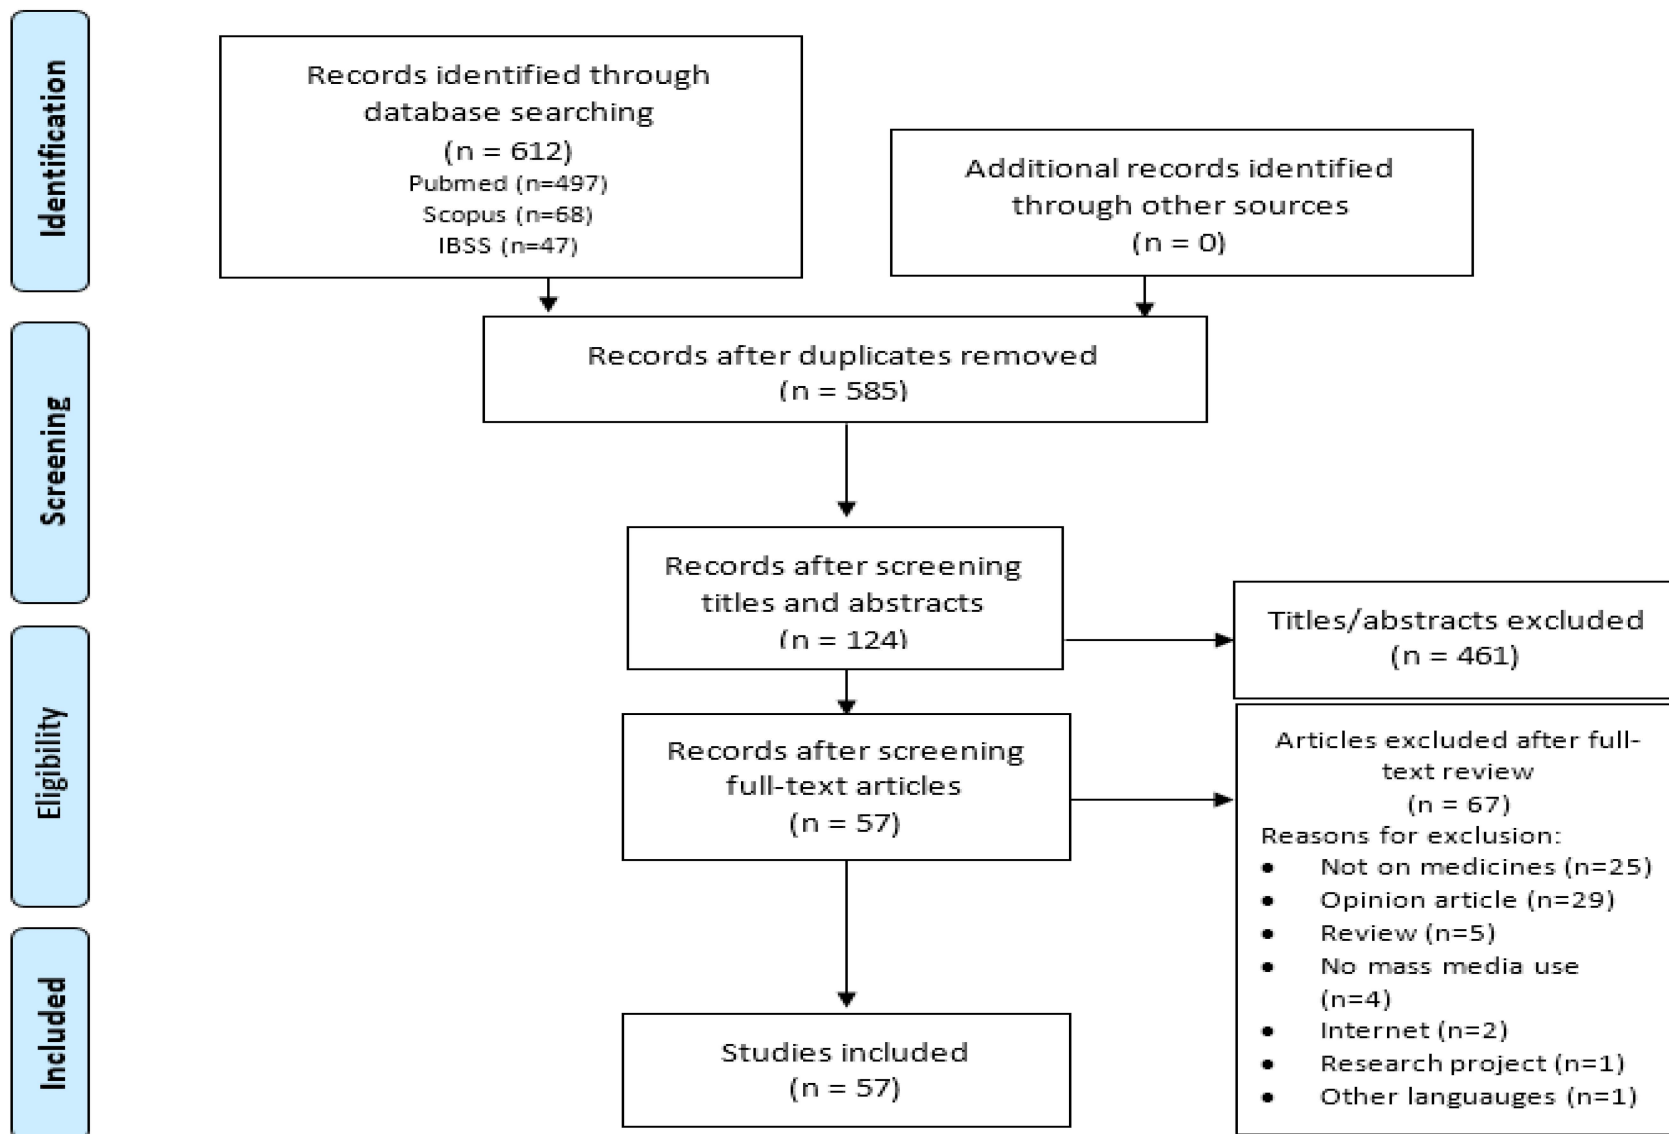 Identification
Records identified through
database searching
(n = 612)
Pubmed (n=497)
Scopus (n=68)
IBSS (n=47)
Additional records identified
through other sources
(n = 0)
Screening
Records after duplicates removed
(n = 585)
Records after screening
titles and abstracts
(n = 124)
Titles/abstracts excluded
(n = 461)
Eligibility
Records after screening
full-text articles
(n = 57)
Articles excluded after full-
text review
(n = 67)
Reasons for exclusion:
• Not on medicines (n=25)
• Opinion article (n=29)
• Review (n=5)
• No mass media use
(n=4)
• Internet (n=2)
• Research project (n=1)
• Other languauges (n=1)
Included
Studies included
(n = 57)